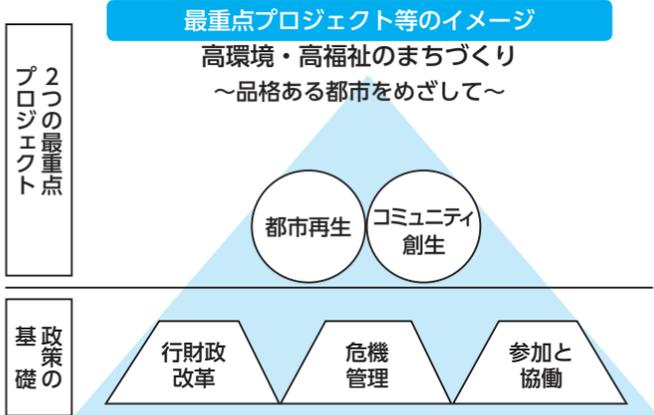 最重点プロジェクト等のイメージ
高環境・高福祉のまちづくり
～品格ある都市をめざして～
2つの最重点
プロジェクト
都市再生
コミュニティ
創生
政策の
基礎
行財政
改革
危機
管理
参加と
協働